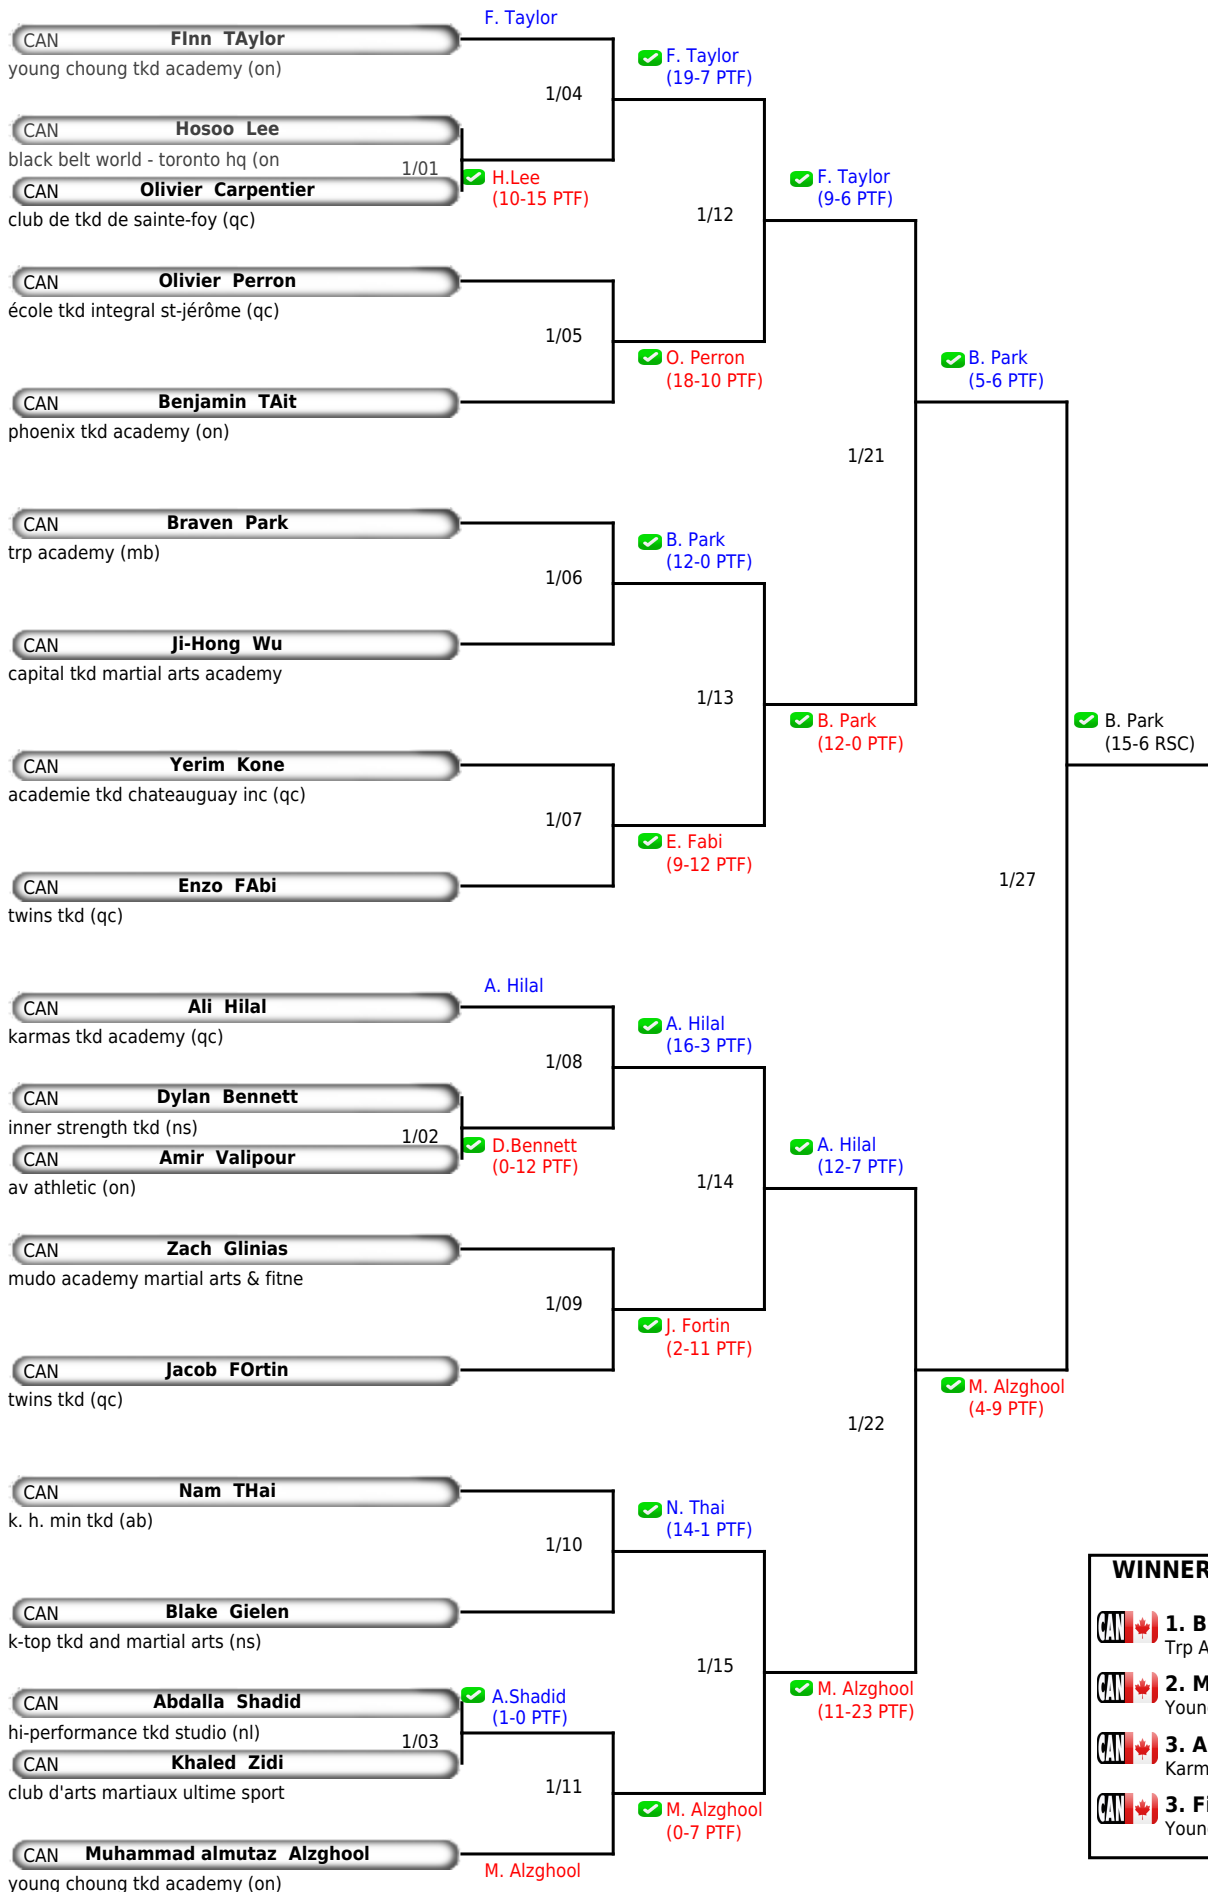 F. Taylor
CAN FInn TAylor
young choung tkd academy (on)
F. Taylor
(19-7 PTF)
1/04
CAN Hosoo Lee
black belt world - toronto hq (on
1/01
H.Lee
(10-15 PTF)
CAN Olivier Carpentier
club de tkd de sainte-foy (qc)
F. Taylor
(9-6 PTF)
1/12
CAN Olivier Perron
école tkd integral st-jérôme (qc)
1/05
O. Perron
(18-10 PTF)
CAN Benjamin TAit
phoenix tkd academy (on)
B. Park
(5-6 PTF)
1/21
CAN Braven Park
trp academy (mb)
B. Park
(12-0 PTF)
1/06
CAN Ji-Hong Wu
capital tkd martial arts academy
1/13
B. Park
(12-0 PTF)
B. Park
(15-6 RSC)
CAN Yerim Kone
academie tkd chateauguay inc (qc)
1/07
E. Fabi
(9-12 PTF)
CAN Enzo FAbi
twins tkd (qc)
1/27
A. Hilal
CAN Ali Hilal
karmas tkd academy (qc)
A. Hilal
(16-3 PTF)
1/08
CAN Dylan Bennett
inner strength tkd (ns)
1/02
D.Bennett
(0-12 PTF)
CAN Amir Valipour
av athletic (on)
A. Hilal
(12-7 PTF)
1/14
CAN Zach Glinias
mudo academy martial arts & fitne
1/09
J. Fortin
(2-11 PTF)
CAN Jacob FOrtin
twins tkd (qc)
M. Alzghool
(4-9 PTF)
1/22
CAN Nam THai
k. h. min tkd (ab)
N. Thai
(14-1 PTF)
1/10
CAN Blake Gielen
k-top tkd and martial arts (ns)
1/15
M. Alzghool
(11-23 PTF)
CAN Abdalla Shadid
hi-performance tkd studio (nl)
A.Shadid
(1-0 PTF)
1/03
CAN Khaled Zidi
club d'arts martiaux ultime sport
1/11
M. Alzghool
(0-7 PTF)
CAN Muhammad almutaz Alzghool
young choung tkd academy (on)
M. Alzghool
WINNER
CAN 1. B
Trp A
CAN 2. M
Youn
CAN 3. A
Karm
CAN 3. Fi
Youn